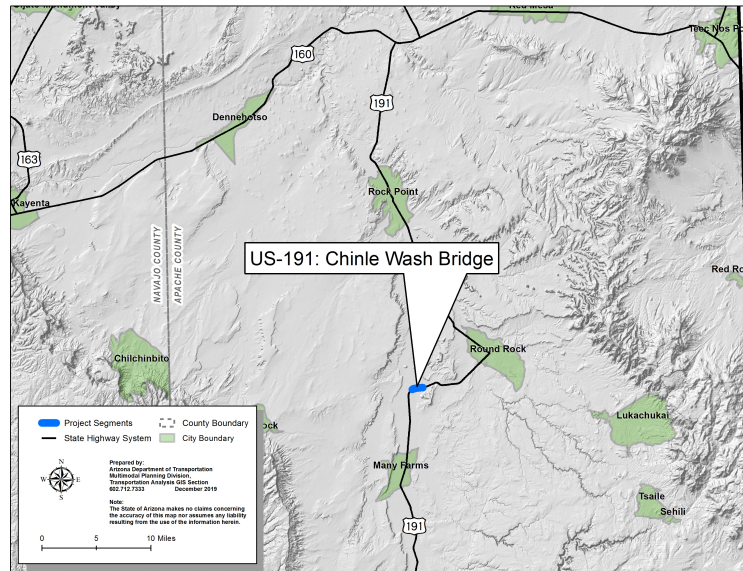 Red Mesa
Teec Nos Po
160
191
Dennehotso
163
Rock Point
Kayenta
NAVAJO COUNTY
APACHE COUNTY
US-191: Chinle Wash Bridge
Red Ro
Round Rock
Chilchinbito
Lukachukai
ock
Many Farms
Tsaile
Sehili
191
Project Segments
County Boundary
State Highway System
City Boundary
N
W E
S
Prepared by:
Arizona Department of Transportation
Multimodal Planning Division,
Transportation Analysis GIS Section
602.712.7333 December 2019
Note:
The State of Arizona makes no claims concerning
the accuracy of this map nor assumes any liability
resulting from the use of the information herein.
0 5 10 Miles